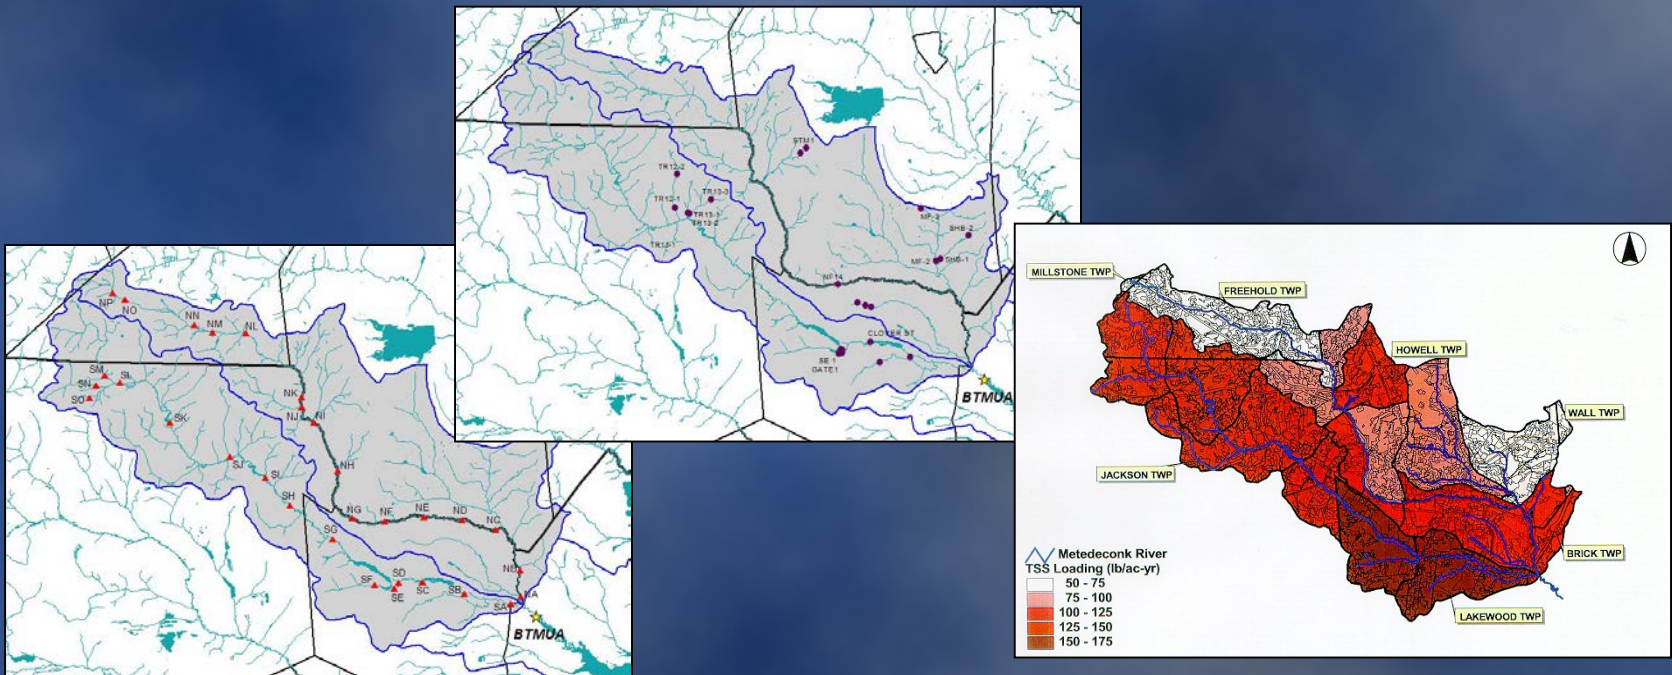 STM1
TR12-2
TR13-3
TR12-1
TR13-1
TR13-2
MF-3
SHB-2
MF-2
SHB-1
NF14
CLOVER ST
SE 1
GATE1
BTMUA
NP
NO
NN
NM
NL
SM
SL
SN
SO
NK
NJ
NI
SK
SJ
SI
NH
SH
NG
NF
NE
ND
NC
SG
SF
SD
SE
SC
SB
NB
NA
SA
BTMUA
MILLSTONE TWP
FREEHOLD TWP
HOWELL TWP
WALL TWP
JACKSON TWP
BRICK TWP
LAKEWOOD TWP
Metedeconk River
TSS Loading (lb/ac-yr)
50 - 75
75 - 100
100 - 125
125 - 150
150 - 175